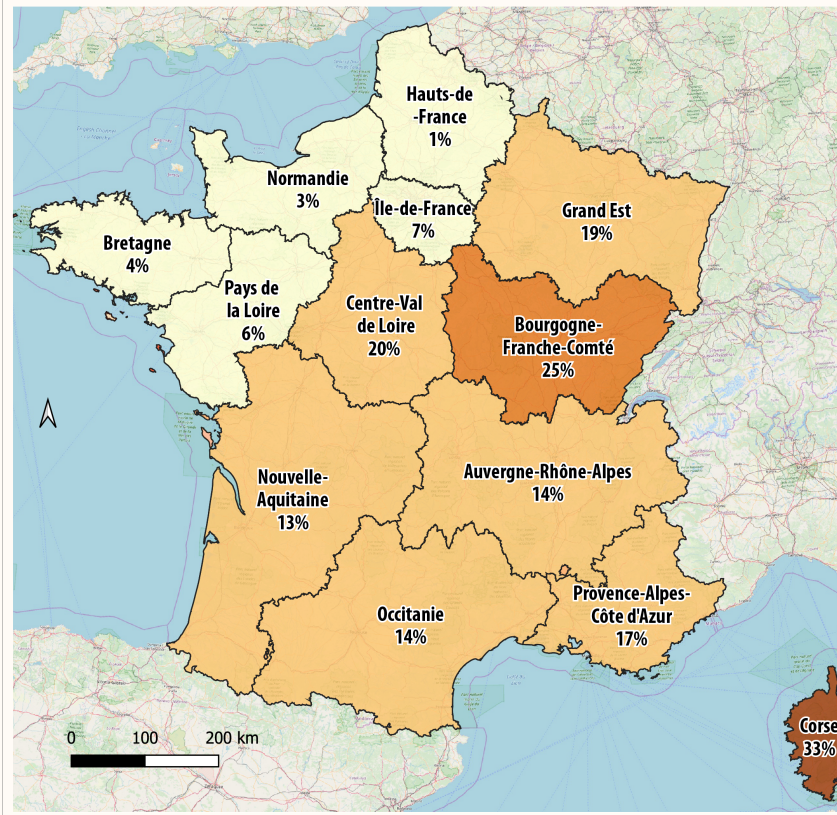 Hauts-de
-France
1%
Normandie
3%
Île-de-France
7%
Grand Est
19%
Bretagne
4%
Pays de
la Loire
6%
Centre-Val
de Loire
20%
Bourgogne-
Franche-Comté
25%
Nouvelle-
Aquitaine
13%
Auvergne-Rhône-Alpes
14%
Provence-Alpes-
Côte d'Azur
17%
Occitanie
14%
Corse
33%
0 100 200 km